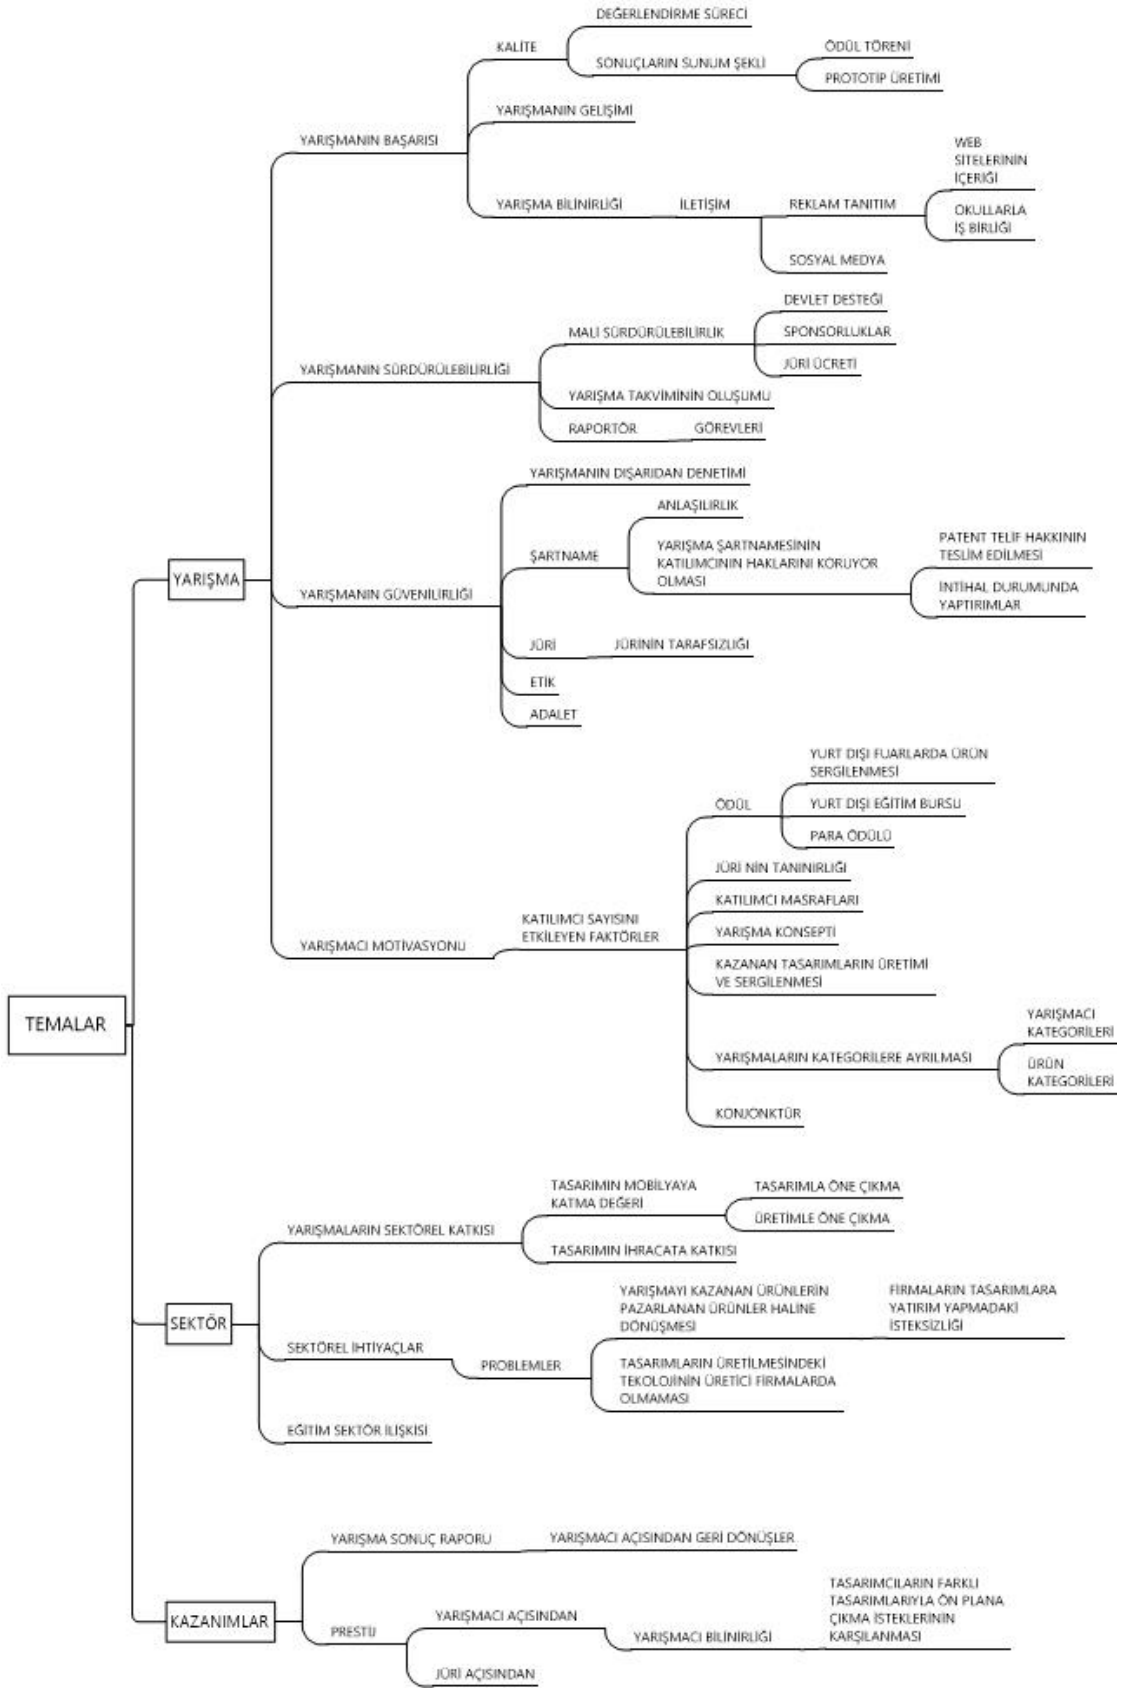 DEĞERLENDİRME SÜRECİ
KALİTE
SONUÇLARIN SUNUM ŞEKLİ
ÖDÜL TÖRENİ
PROTOTİP ÜRETİMİ
YARIŞMANIN GELİŞİMİ
YARIŞMANIN BAŞARISI
YARIŞMA BİLİNİRLİĞİ
İLETİŞİM
REKLAM TANITIM
WEB
SİTELERİNİN
İÇERİĞİ
OKULLARLA
İŞ BİRLİĞİ
SOSYAL MEDYA
YARIŞMANIN SÜRDÜRÜLEBİLİRLİĞİ
MALİ SÜRDÜRÜLEBİLİRLİK
DEVLET DESTEĞİ
SPONSORLUKLAR
JÜRİ ÜCRETİ
YARIŞMA TAKVİMİNİN OLUŞUMU
RAPORTÖR
GÖREVLERİ
YARIŞMA
YARIŞMANIN GÜVENİLİRLİĞİ
YARIŞMANIN DIŞARIDAN DENETİMİ
ŞARTNAME
ANLAŞILIRLIK
YARIŞMA ŞARTNAMESİNİN
KATILIMCININ HAKLARINI KORUYOR
OLMASI
PATENT TELİF HAKKININ
TESLİM EDİLMESİ
İNTİHAL DURUMUNDA
YAPTIRIMLAR
JÜRİ
JÜRİNİN TARAFSIZLIĞI
ETİK
ADALET
YARIŞMACI MOTİVASYONU
KATILIMCI SAYISINI
ETKİLEYEN FAKTÖRLER
ÖDÜL
YURT DIŞI FUARLARDA ÜRÜN
SERGİLENMESİ
YURT DIŞI EĞİTİM BURSU
PARA ÖDÜLÜ
JÜRİ NİN TANINIRLIĞI
KATILIMCI MASRAFLARI
YARIŞMA KONSEPTİ
KAZANAN TASARIMLARIN ÜRETİMİ
VE SERGİLENMESİ
YARIŞMALARIN KATEGORİLERE AYRILMASI
YARIŞMACI
KATEGORİLERİ
ÜRÜN
KATEGORİLERİ
KONJONKTÜR
TEMALAR
SEKTÖR
YARIŞMALARIN SEKTÖREL KATKISI
TASARIMIN MOBİLYAYA
KATMA DEĞERİ
TASARIMLA ÖNE ÇIKMA
ÜRETİMLE ÖNE ÇIKMA
TASARIMIN İHRACATA KATKISI
SEKTÖREL İHTİYAÇLAR
PROBLEMLER
YARIŞMAYI KAZANAN ÜRÜNLERİN
PAZARLANAN ÜRÜNLER HALİNE
DÖNÜŞMESİ
FİRMALARIN TASARIMLARA
YATIRIM YAPMADAKİ
İSTEKSİZLİĞİ
TASARIMLARIN ÜRETİLMESİNDEKİ
TEKOLOJİNİN ÜRETİCİ FİRMALARDA
OLMAMASI
EĞİTİM SEKTÖR İLİŞKİSİ
KAZANIMLAR
YARIŞMA SONUÇ RAPORU
YARIŞMACI AÇISINDAN GERİ DÖNÜŞLER
PRESTİJ
YARIŞMACI AÇISINDAN
YARIŞMACI BİLİNİRLİĞİ
TASARIMCILARIN FARKLI
TASARIMLARIYLA ÖN PLANA
ÇIKMA İSTEKLERİNİN
KARŞILANMASI
JÜRİ AÇISINDAN